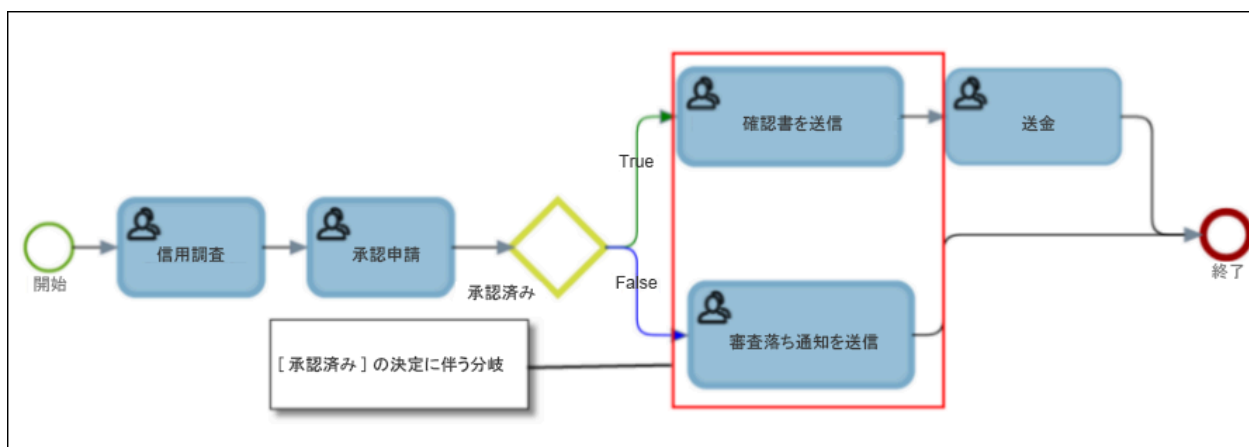 確認書を送信
送金
True
信用調査
承認申請
開始
承認済み
False
終了
審査落ち通知を送信
[ 承認済み ] の決定に伴う分岐